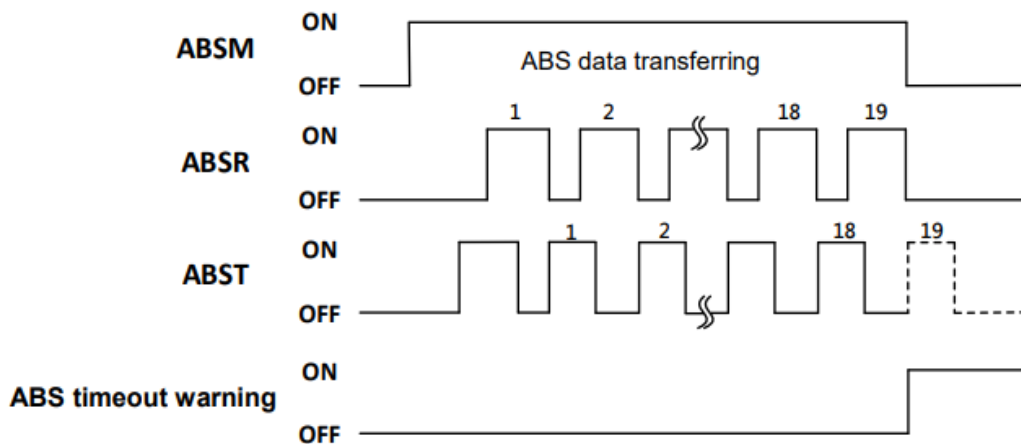 ON
ABSM
ABS data transferring
OFF
1 2 18 19
ON
ABSR
OFF
1 2 18 19
ON
ABST
OFF
ON
ABS timeout warning
OFF